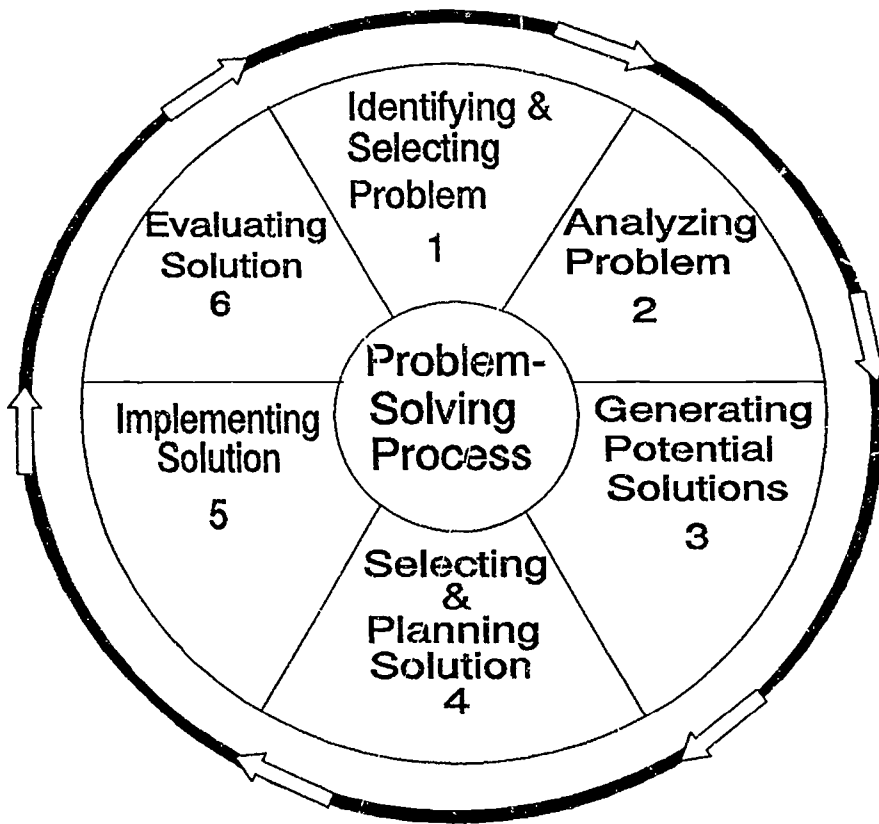 Identifying &
Selecting
Problem
1
Analyzing
Problem
2
Generating
Potential
Solutions
3
Selecting
&
Planning
Solution
4
Implementing
Solution
5
Evaluating
Solution
6
Problem-
Solving
Process